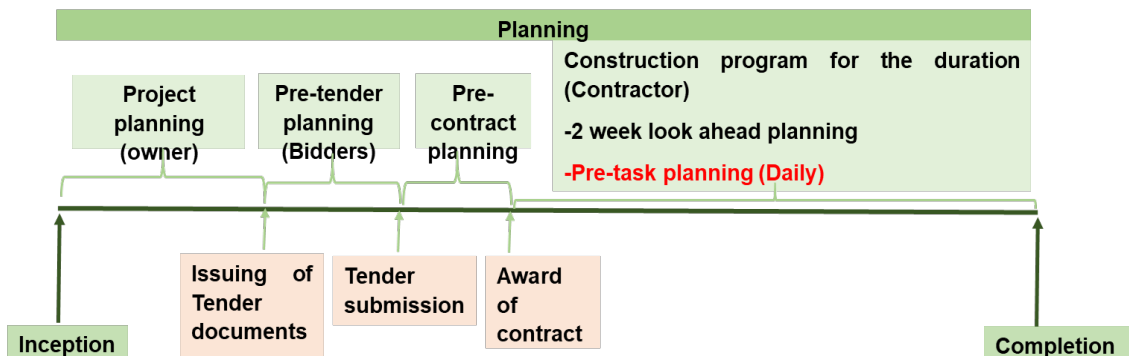 Planning
Project
planning
(owner)
Pre-tender
planning
(Bidders)
Pre-
contract
planning
Construction program for the duration
(Contractor)
-2 week look ahead planning
-Pre-task planning (Daily)
Issuing of
Tender
documents
Tender
submission
Award
of
contract
Inception
Completion